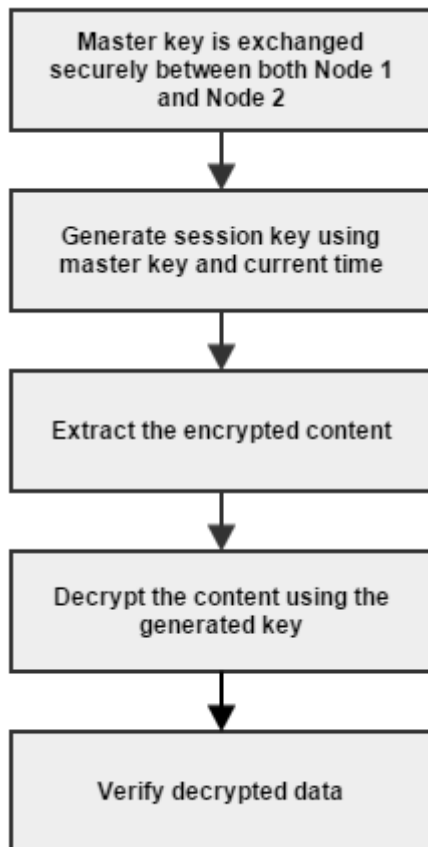 Master key is exchanged
securely between both Node 1
and Node 2
Generate session key using
master key and current time
Extract the encrypted content
Decrypt the content using the
generated key
Verify decrypted data